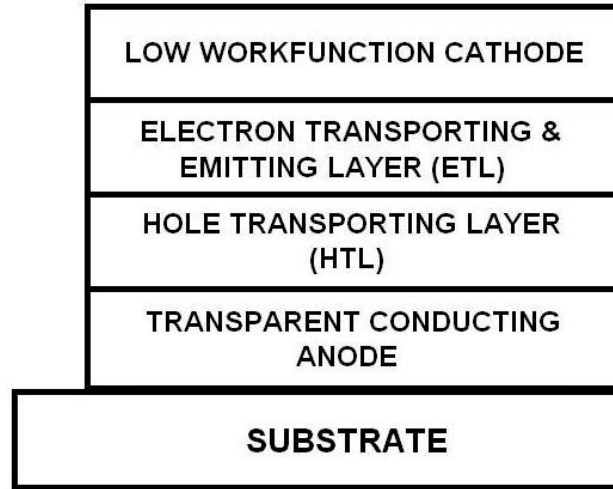 LOW WORKFUNCTION CATHODE
ELECTRON TRANSPORTING &
EMITTING LAYER (ETL)
HOLE TRANSPORTING LAYER
(HTL)
TRANSPARENT CONDUCTING
ANODE
SUBSTRATE